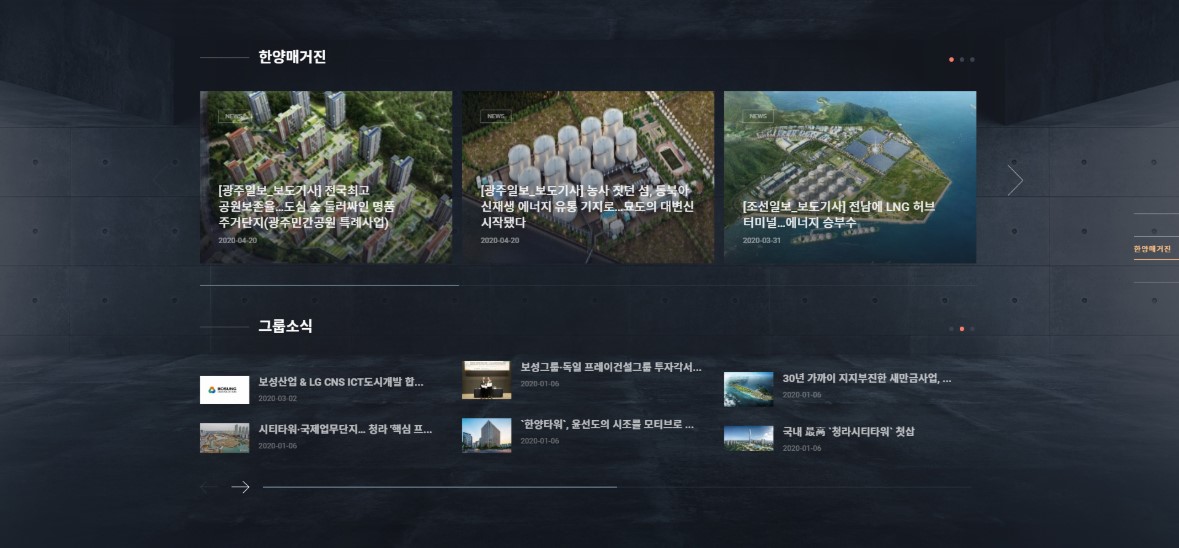 한양매거진
NEWS
[광주일보_보도기사] 전국최고
공원보존율...도심 숲 둘러싸인 명품
주거단지(광주민간공원 특례사업)
2020-04-20
NEWS
[광주일보_보도기사] 농사 짓던 섬, 동북아
신재생 에너지 유통 기지로...묘도의 대변신
시작됐다
2020-04-20
NEWS
[조선일보_보도기사] 전남에 LNG 허브
터미널...에너지 승부수
2020-03-31
한양매거진
그룹소식
BOSUNG
보성산업 & LG CNS ICT도시개발 합...
2020-03-02
보성그룹-독일 프레이건설그룹 투자각서...
2020-01-06
30년 가까이 지지부진한 새만금사업, ...
2020-01-06
시티타워·국제업무단지... 청라 '핵심 프...
2020-01-06
`한양타워`, 윤선도의 시조를 모티브로 ...
2020-01-06
국내 最高 `청라시티타워` 첫삽
2020-01-06